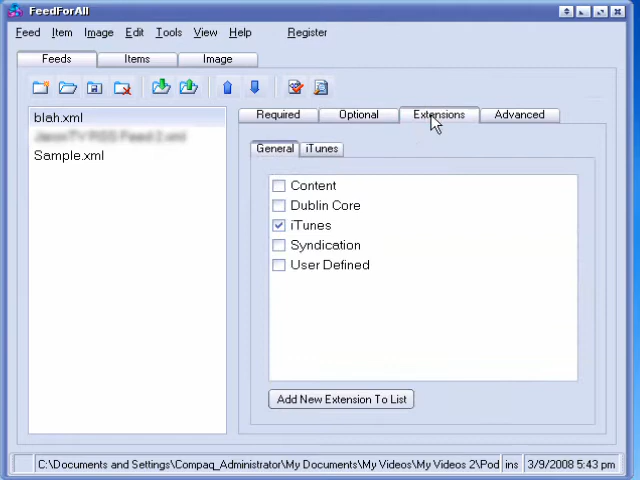 FeedForAll
Feed Item Image Edit Tools View Help Register
Feeds Items Image
blah.xml
Sample.xml
Required Optional Extensions Advanced
General iTunes
Content
Dublin Core
iTunes
Syndication
User Defined
Add New Extension To List
C:\Documents and Settings\Compaq_Administrator\My Documents\My Videos\My Videos 2\Pod ins 3/9/2008 5:43 pm